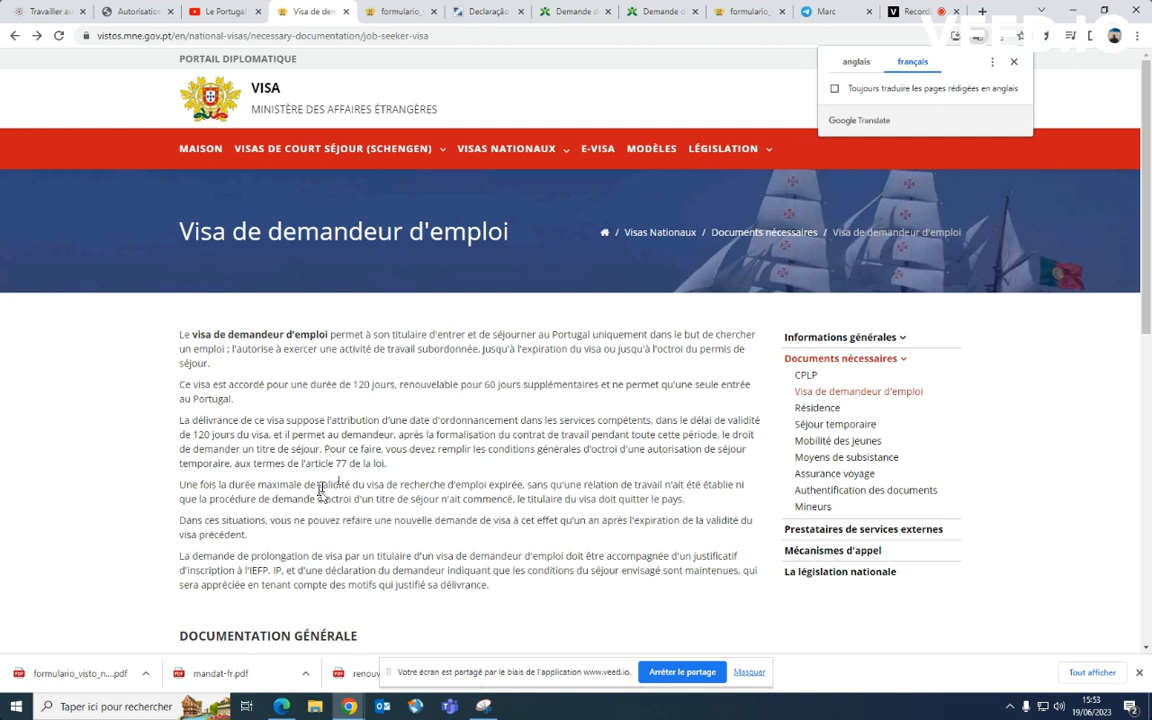 Travailler au
Autorisation
Le Portugal
Visa de dem
formulario_
Declaração
Demande d
Demande d
formulario_
Marc
Recordi
vistos.mne.gov.pt/en/national-visas/necessary-documentation/job-seeker-visa
VEED.IO
anglais
français
Toujours traduire les pages rédigées en anglais
Google Translate
PORTAIL DIPLOMATIQUE
VISA
MINISTÈRE DES AFFAIRES ÉTRANGÈRES
MAISON VISAS DE COURT SÉJOUR (SCHENGEN) VISAS NATIONAUX E-VISA MODÈLES LÉGISLATION
Visa de demandeur d'emploi
/ Visas Nationaux / Documents nécessaires / Visa de demandeur d'emploi
Le visa de demandeur d'emploi permet à son titulaire d'entrer et de séjourner au Portugal uniquement dans le but de chercher
un emploi ; l'autorise à exercer une activité de travail subordonnée, jusqu'à l'expiration du visa ou jusqu'à l'octroi du permis de
séjour.
Ce visa est accordé pour une durée de 120 jours, renouvelable pour 60 jours supplémentaires et ne permet qu'une seule entrée
au Portugal.
La délivrance de ce visa suppose l'attribution d'une date d'ordonnancement dans les services compétents, dans le délai de validité
de 120 jours du visa, et il permet au demandeur, après la formalisation du contrat de travail pendant toute cette période, le droit
de demander un titre de séjour. Pour ce faire, vous devez remplir les conditions générales d'octroi d'une autorisation de séjour
temporaire, aux termes de l'article 77 de la loi.
Une fois la durée maximale de validité du visa de recherche d'emploi expirée, sans qu'une relation de travail n'ait été établie ni
que la procédure de demande d'octroi d'un titre de séjour n'ait commencé, le titulaire du visa doit quitter le pays.
Dans ces situations, vous ne pouvez refaire une nouvelle demande de visa à cet effet qu'un an après l'expiration de la validité du
visa précédent.
La demande de prolongation de visa par un titulaire d'un visa de demandeur d'emploi doit être accompagnée d'un justificatif
d'inscription à l'IEFP, IP, et d'une déclaration du demandeur indiquant que les conditions du séjour envisagé sont maintenues, qui
sera appréciée en tenant compte des motifs qui justifié sa délivrance.
DOCUMENTATION GÉNÉRALE
Informations générales
Documents nécessaires
CPLP
Visa de demandeur d'emploi
Résidence
Séjour temporaire
Mobilité des jeunes
Moyens de subsistance
Assurance voyage
Authentification des documents
Mineurs
Prestataires de services externes
Mécanismes d'appel
La législation nationale
formulario_visto_n....pdf
mandat-fr.pdf
renouv
Votre écran est partagé par le biais de l'application www.veed.io.
Arrêter le partage
Masquer
Tout afficher
Taper ici pour rechercher
15:53
19/06/2023
2